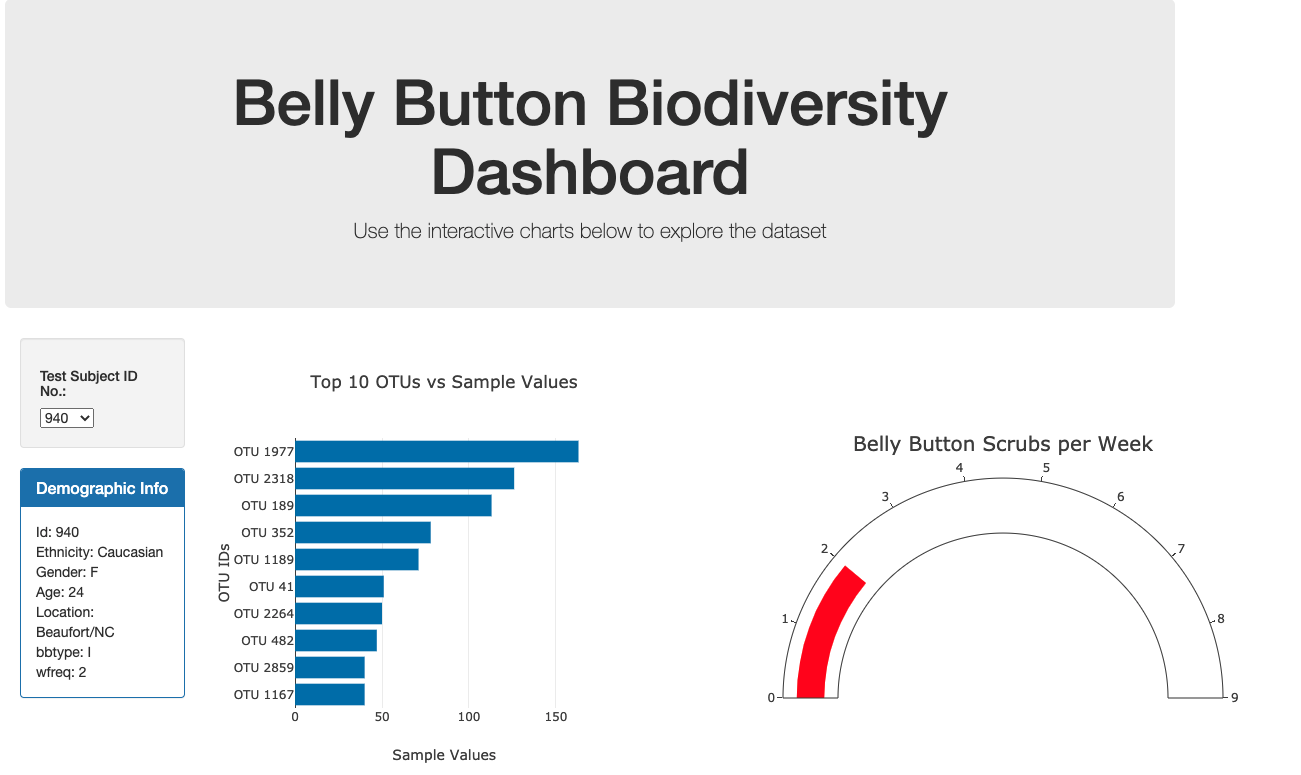 Belly Button Biodiversity
Dashboard
Use the interactive charts below to explore the dataset
Test Subject ID
No.:
940
Demographic Info
Id: 940
Ethnicity: Caucasian
Gender: F
Age: 24
Location:
Beaufort/NC
bbtype: I
wfreq: 2
Top 10 OTUs vs Sample Values
OTU IDs
OTU 1977
OTU 2318
OTU 189
OTU 352
OTU 1189
OTU 41
OTU 2264
OTU 482
OTU 2859
OTU 1167
0 50 100 150
Sample Values
Belly Button Scrubs per Week
0
1
2
3
4
5
6
7
8
9